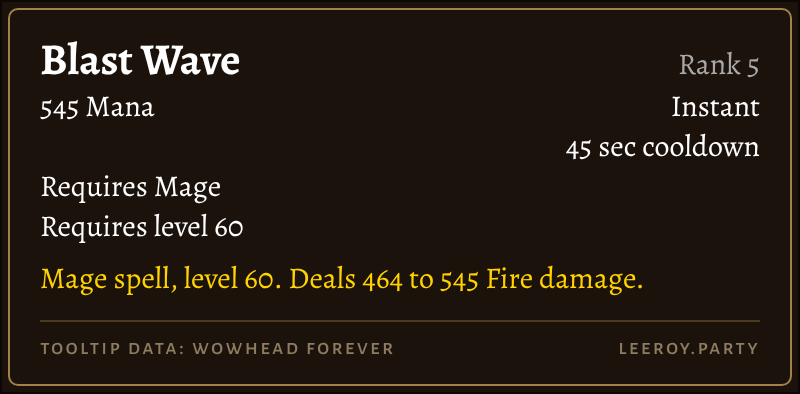 Blast Wave Rank 5
545 Mana Instant
45 sec cooldown
Requires Mage
Requires level 60
Mage spell, level 60. Deals 464 to 545 Fire damage.
TOOLTIP DATA: WOWHEAD FOREVER LEEROY.PARTY